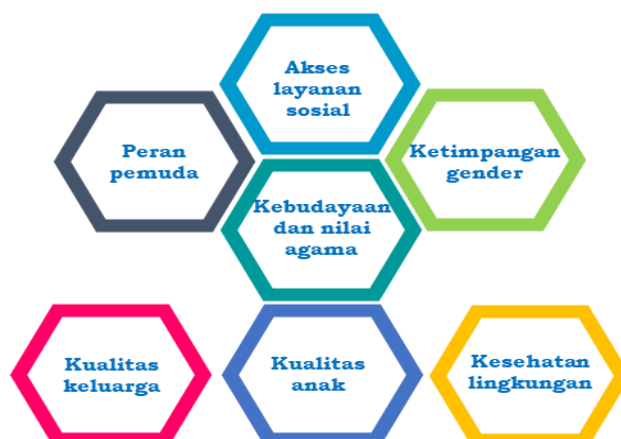 Akses
layanan
sosial
Peran
pemuda
Ketimpangan
gender
Kebudayaan
dan nilai
agama
Kualitas
keluarga
Kualitas
anak
Kesehatan
lingkungan